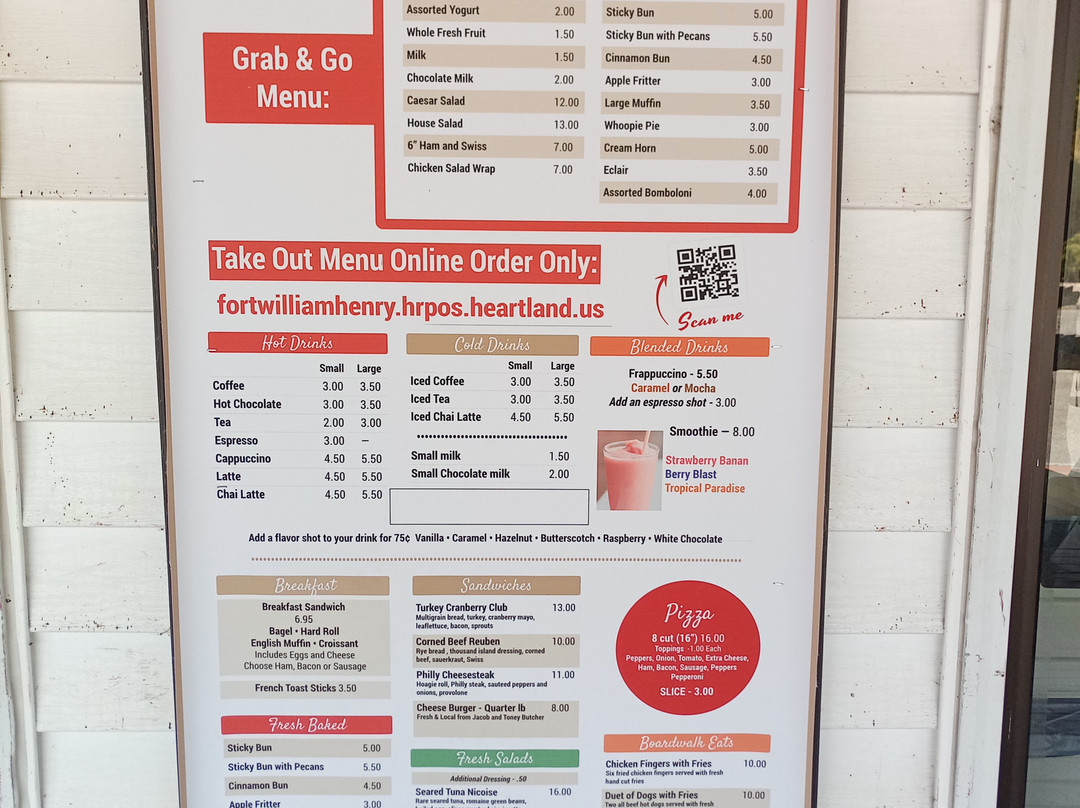 Grab & Go
Menu:
Assorted Yogurt 2.00
Whole Fresh Fruit 1.50
Milk 1.50
Chocolate Milk 2.00
Caesar Salad 12.00
House Salad 13.00
6" Ham and Swiss 7.00
Chicken Salad Wrap 7.00
Sticky Bun 5.00
Sticky Bun with Pecans 5.50
Cinnamon Bun 4.50
Apple Fritter 3.00
Large Muffin 3.50
Whoopie Pie 3.00
Cream Horn 5.00
Eclair 3.50
Assorted Bomboloni 4.00
Take Out Menu Online Order Only:
fortwilliamhenry.hrpos.heartland.us
Scan me
Hot Drinks
Small Large
Coffee 3.00 3.50
Hot Chocolate 3.00 3.50
Tea 2.00 3.00
Espresso 3.00 –
Cappuccino 4.50 5.50
Latte 4.50 5.50
Chai Latte 4.50 5.50
Cold Drinks
Small Large
Iced Coffee 3.00 3.50
Iced Tea 3.00 3.50
Iced Chai Latte 4.50 5.50
Small milk 1.50
Small Chocolate milk 2.00
Blended Drinks
Frappuccino - 5.50
Caramel or Mocha
Add an espresso shot - 3.00
Smoothie – 8.00
Strawberry Banan
Berry Blast
Tropical Paradise
Add a flavor shot to your drink for 75¢ Vanilla • Caramel • Hazelnut • Butterscotch • Raspberry • White Chocolate
Breakfast
Breakfast Sandwich
6.95
Bagel • Hard Roll
English Muffin • Croissant
Includes Eggs and Cheese
Choose Ham, Bacon or Sausage
French Toast Sticks 3.50
Fresh Baked
Sticky Bun 5.00
Sticky Bun with Pecans 5.50
Cinnamon Bun 4.50
Apple Fritter 3.00
Sandwiches
Turkey Cranberry Club 13.00
Multigrain bread, turkey, cranberry mayo,
leaflettuce, bacon, sprouts
Corned Beef Reuben 10.00
Rye bread , thousand island dressing, corned
beef, sauerkraut, Swiss
Philly Cheesesteak 11.00
Hoagie roll, Philly steak, sauteed peppers and
onions, provolone
Cheese Burger - Quarter lb 8.00
Fresh & Local from Jacob and Toney Butcher
Fresh Salads
Additional Dressing - .50
Seared Tuna Nicoise 16.00
Rare seared tuna, romaine green beans,
Pizza
8 cut (16") 16.00
Toppings -1.00 Each
Peppers, Onion, Tomato, Extra Cheese,
Ham, Bacon, Sausage, Peppers
Pepperoni
SLICE - 3.00
Boardwalk Eats
Chicken Fingers with Fries 10.00
Six fried chicken fingers served with fresh
hand cut fries
Duet of Dogs with Fries 10.00
Two all beef hot dogs served with fresh